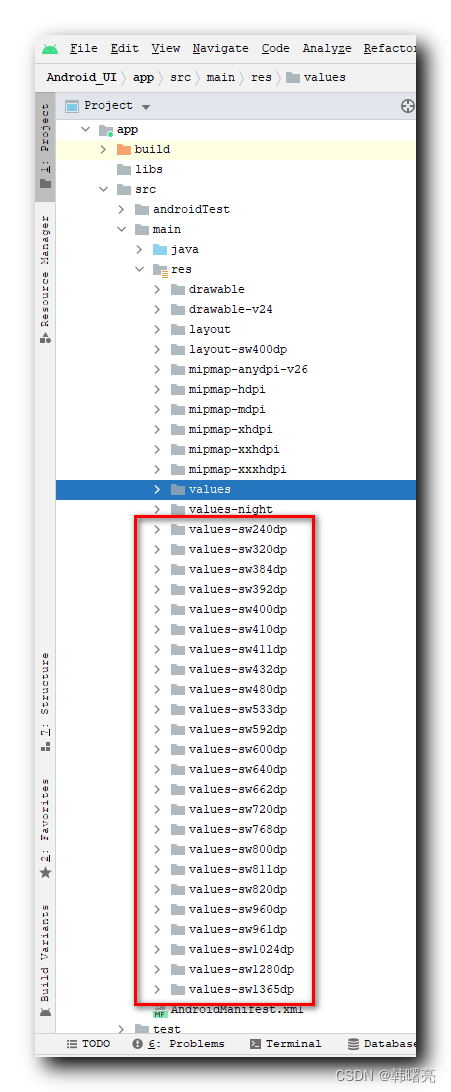 File Edit View Navigate Code Analyze Refactor
Android_UI app src main res values
1: Project
Resource Manager
7: Structure
2: Favorites
Build Variants
Project
app
build
libs
src
androidTest
main
java
res
drawable
drawable-v24
layout
layout-sw400dp
mipmap-anydpi-v26
mipmap-hdpi
mipmap-mdpi
mipmap-xhdpi
mipmap-xxhdpi
mipmap-xxxhdpi
values
values-night
values-sw240dp
values-sw320dp
values-sw384dp
values-sw392dp
values-sw400dp
values-sw410dp
values-sw411dp
values-sw432dp
values-sw480dp
values-sw533dp
values-sw592dp
values-sw600dp
values-sw640dp
values-sw662dp
values-sw720dp
values-sw768dp
values-sw800dp
values-sw811dp
values-sw820dp
values-sw960dp
values-sw961dp
values-sw1024dp
values-sw1280dp
values-sw1365dp
MF AndroidManifest.xml
test
TODO 6: Problems Terminal Database
CSDN @韩曙亮